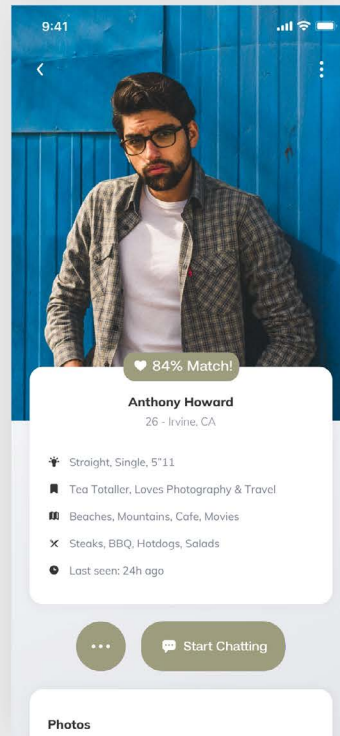 9:41
84% Match!
Anthony Howard
26 - Irvine, CA
Straight, Single, 5"11
Tea Totaller, Loves Photography & Travel
Beaches, Mountains, Cafe, Movies
Steaks, BBQ, Hotdogs, Salads
Last seen: 24h ago
Start Chatting
Photos